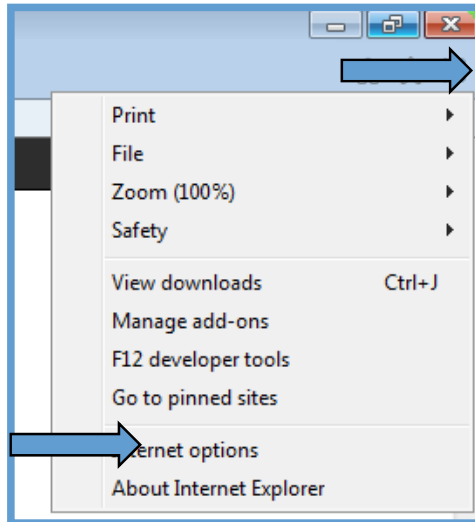 Print
File
Zoom (100%)
Safety
View downloads Ctrl+J
Manage add-ons
F12 developer tools
Go to pinned sites
options
About Internet Explorer